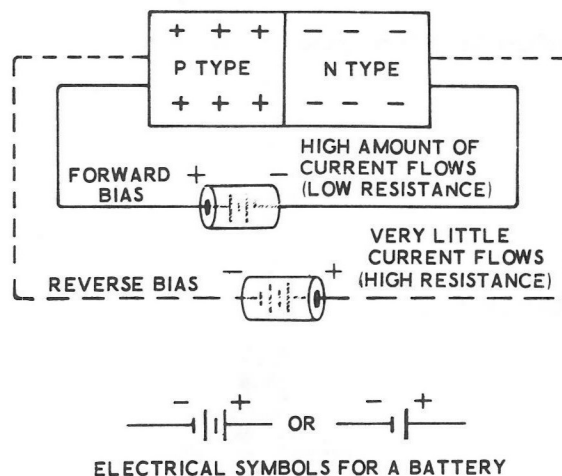 + + +
− − −
P TYPE
N TYPE
+ + +
− − −
HIGH AMOUNT OF
CURRENT FLOWS
(LOW RESISTANCE)
FORWARD
BIAS
+
−
VERY LITTLE
CURRENT FLOWS
(HIGH RESISTANCE)
REVERSE BIAS
−
+
− + OR − +
ELECTRICAL SYMBOLS FOR A BATTERY